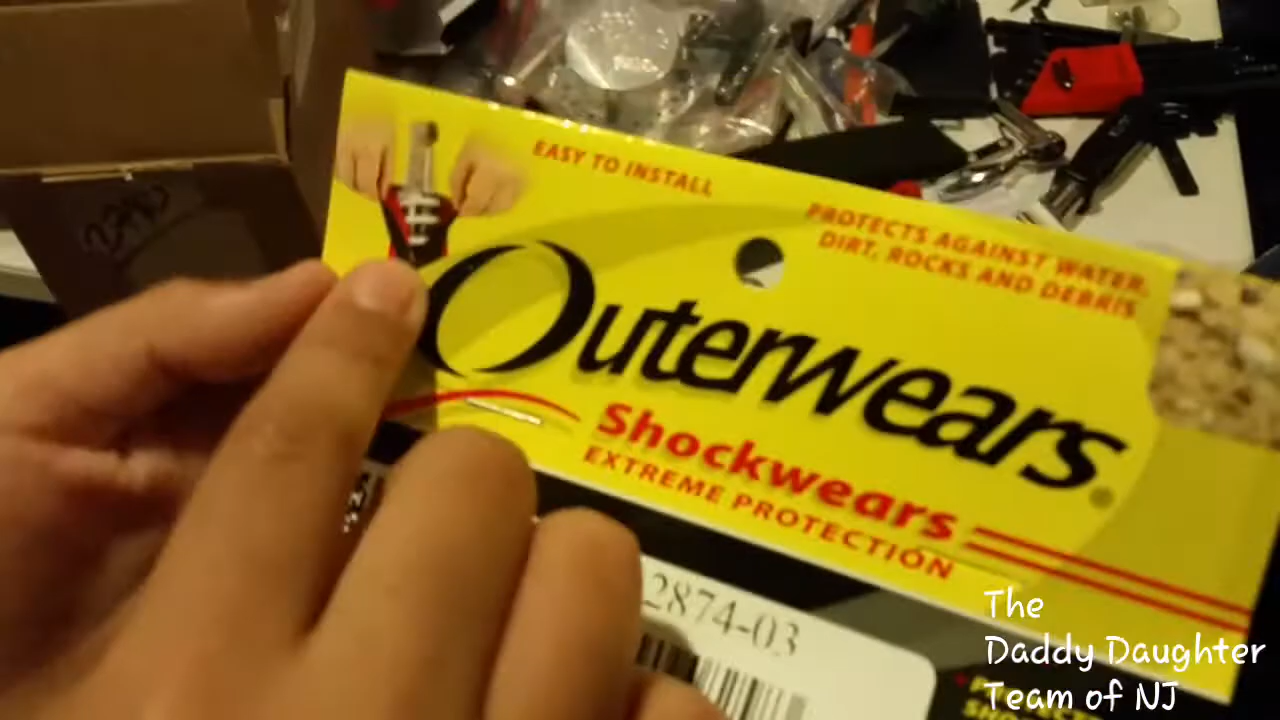 EASY TO INSTALL
PROTECTS AGAINST WATER,
DIRT, ROCKS AND DEBRIS
Outerwears
Shockwears
EXTREME PROTECTION
2874-03
The
Daddy Daughter
Team of NJ